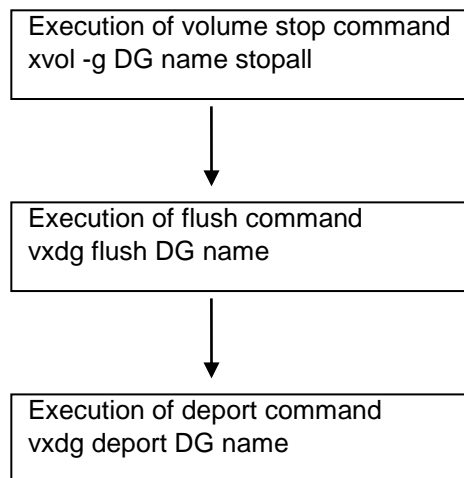 Execution of volume stop command
xvol -g DG name stopall
Execution of flush command
vxdg flush DG name
Execution of deport command
vxdg deport DG name